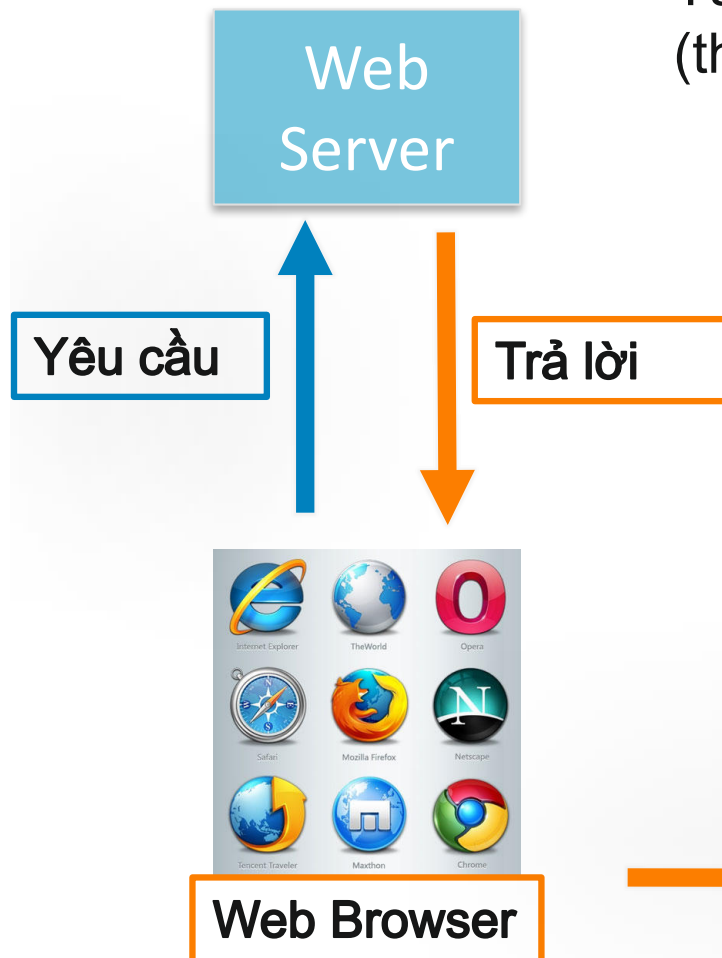 (th
Web
Server
Yêu cầu
Trả lời
Internet Explorer
TheWorld
Opera
Safari
Mozilla Firefox
Netscape
Tencent Traveler
Maxthon
Chrome
Web Browser